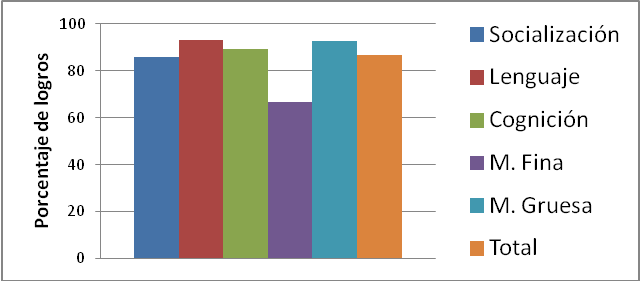 Porcentaje de logros
100
80
60
40
20
0
Socialización
Lenguaje
Cognición
M. Fina
M. Gruesa
Total